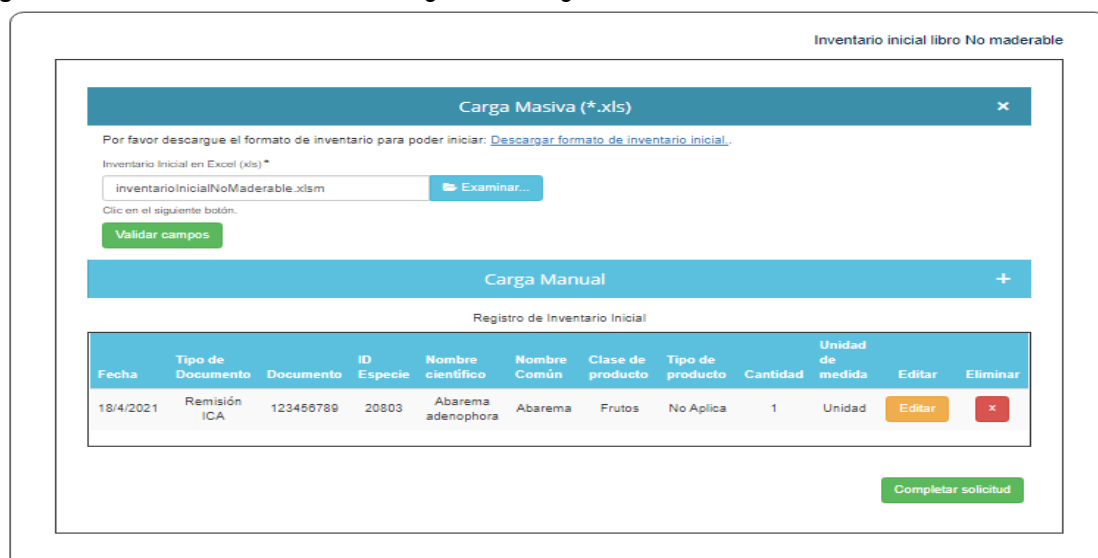 Inventario inicial libro No maderable
Carga Masiva (*.xls) ×
Por favor descargue el formato de inventario para poder iniciar: Descargar formato de inventario inicial..
Inventario Inicial en Excel (xls) *
inventarioInicialNoMaderable.xlsm Examinar...
Clic en el siguiente botón.
Validar campos
Carga Manual +
Registro de Inventario Inicial
Fecha Tipo de Documento Documento ID Especie Nombre científico Nombre Común Clase de producto Tipo de producto Cantidad Unidad de medida Editar Eliminar
18/4/2021 Remisión ICA 123456789 20803 Abarema adenophora Abarema Frutos No Aplica 1 Unidad Editar x
Completar solicitud